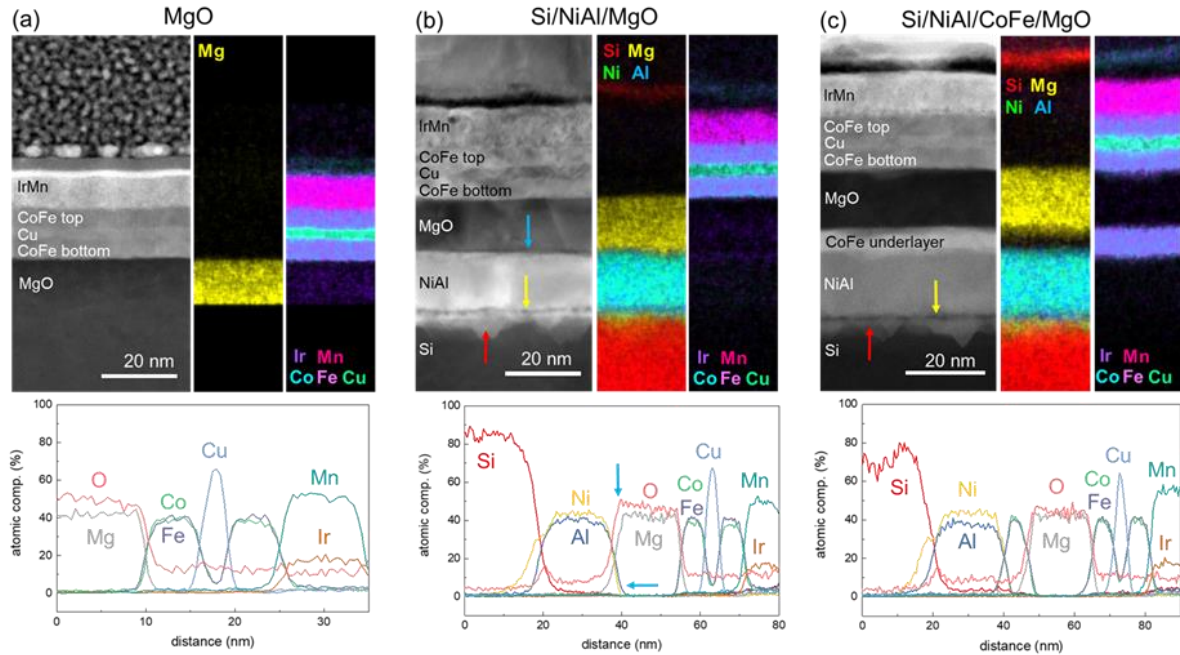 (a) MgO
Mg
IrMn
CoFe top
Cu
CoFe bottom
MgO
20 nm
Ir Mn
Co Fe Cu
(b) Si/NiAl/MgO
Si Mg
Ni Al
IrMn
CoFe top
Cu
CoFe bottom
MgO
NiAl
Si
20 nm
Ir Mn
Co Fe Cu
(c) Si/NiAl/CoFe/MgO
Si Mg
Ni Al
IrMn
CoFe top
Cu
CoFe bottom
MgO
CoFe underlayer
NiAl
Si
20 nm
Ir Mn
Co Fe Cu
atomic comp. (%)
100
80
60
40
20
0
O
Mg
Co
Fe
Cu
Mn
Ir
0 10 20 30
distance (nm)
atomic comp. (%)
100
80
60
40
20
0
Si
Ni
Al
O
Mg
Co
Fe
Cu
Mn
Ir
0 20 40 60 80
distance (nm)
atomic comp. (%)
100
80
60
40
20
0
Si
Ni
Al
O
Mg
Co
Fe
Cu
Mn
Ir
0 20 40 60 80
distance (nm)